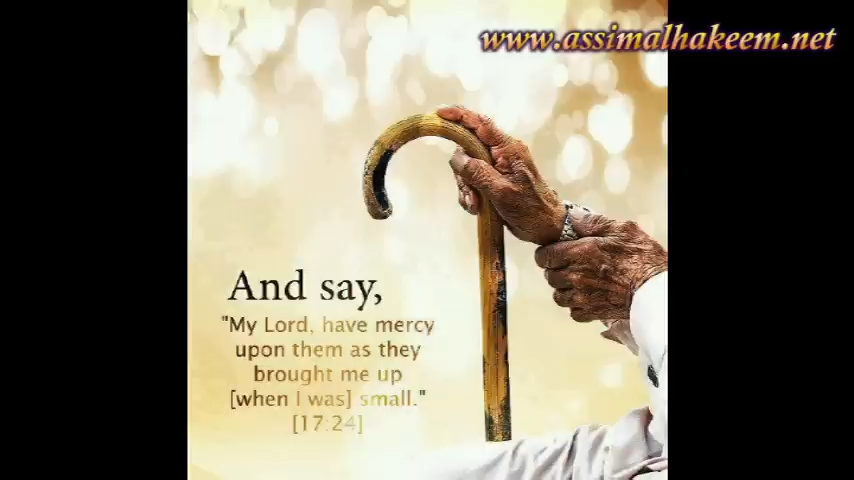 www.assimalhakeem.net
And say,
"My Lord, have mercy
upon them as they
brought me up
[when I was] small."
[17:24]